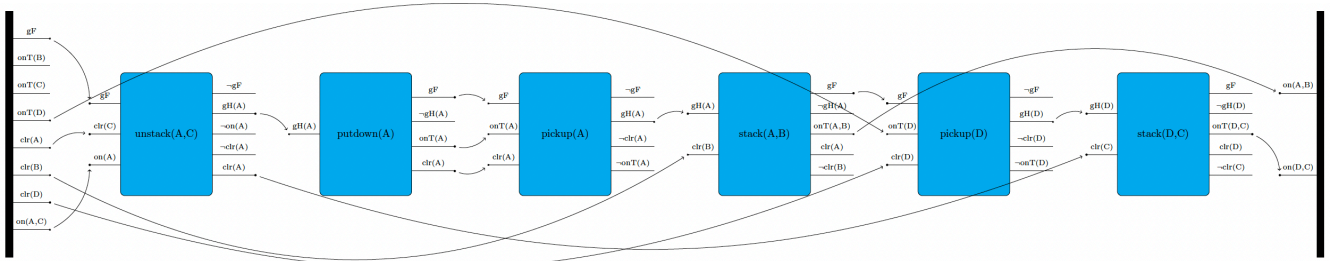 gF
onT(B)
onT(C)
onT(D)
clr(A)
clr(B)
clr(D)
on(A,C)
gF
clr(C)
on(A)
unstack(A,C)
¬gF
gH(A)
¬on(A)
¬clr(A)
clr(A)
gH(A)
putdown(A)
gF
¬gH(A)
onT(A)
clr(A)
gF
onT(A)
clr(A)
pickup(A)
¬gF
gH(A)
¬clr(A)
¬onT(A)
gH(A)
clr(B)
stack(A,B)
gF
¬gH(A)
onT(A,B)
clr(A)
¬clr(B)
gF
onT(D)
clr(D)
pickup(D)
¬gF
gH(D)
¬clr(D)
¬onT(D)
gH(D)
clr(C)
stack(D,C)
gF
¬gH(D)
onT(D,C)
clr(D)
¬clr(C)
on(A,B)
on(D,C)